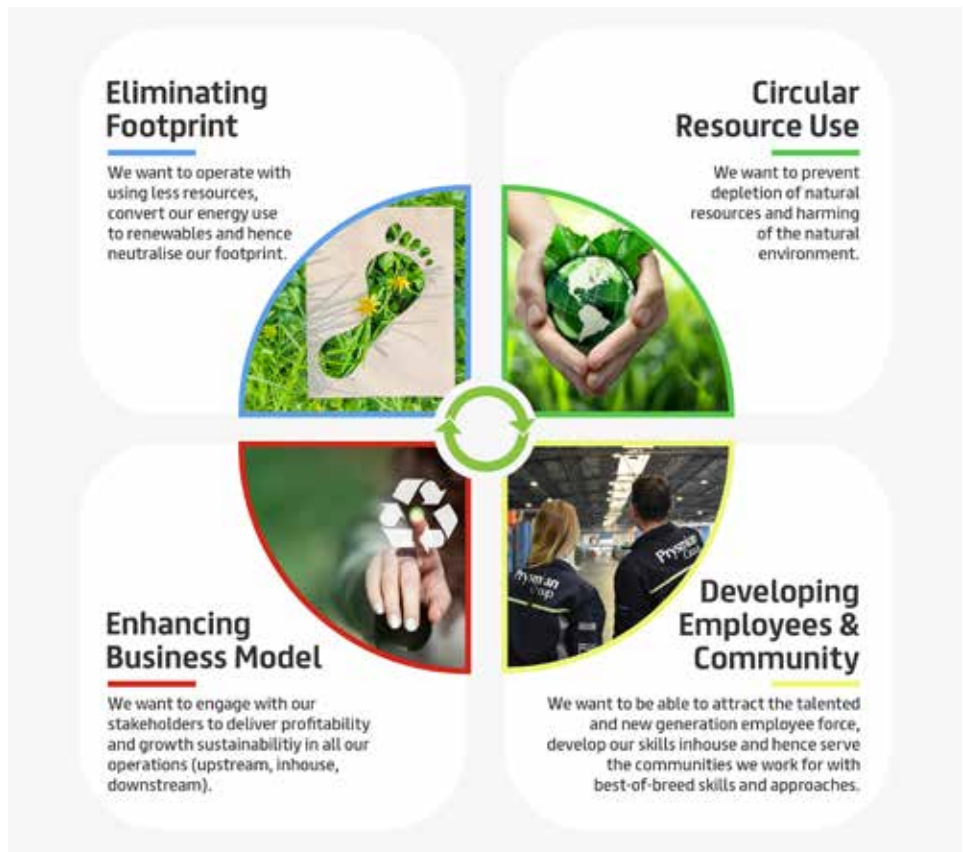 Eliminating
Footprint
We want to operate with
using less resources,
convert our energy use
to renewables and hence
neutralise our footprint.
Circular
Resource Use
We want to prevent
depletion of natural
resources and harming
of the natural
environment.
Enhancing
Business Model
We want to engage with our
stakeholders to deliver profitability
and growth sustainabilitiy in all our
operations (upstream, inhouse,
downstream).
Prysmian
Group
Prysmian
Group
Developing
Employees &
Community
We want to be able to attract the talented
and new generation employee force,
develop our skills inhouse and hence serve
the communities we work for with
best-of-breed skills and approaches.